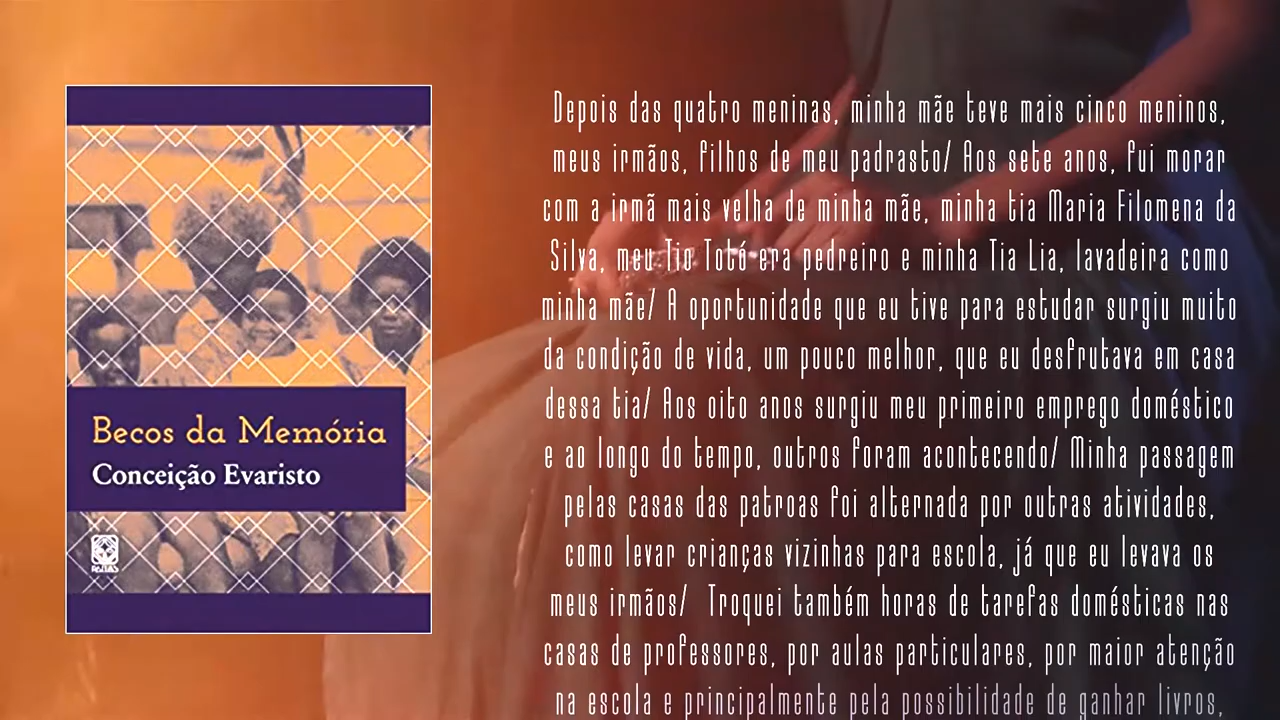 Becos da Memória
Conceição Evaristo
PALLAS
Depois das quatro meninas, minha mãe teve mais cinco meninos,
meus irmãos, filhos de meu padrasto/ Aos sete anos, fui morar
com a irmã mais velha de minha mãe, minha tia Maria Filomena da
Silva, meu Tio Totó era pedreiro e minha Tia Lia, lavadeira como
minha mãe/ A oportunidade que eu tive para estudar surgiu muito
da condição de vida, um pouco melhor, que eu desfrutava em casa
dessa tia/ Aos oito anos surgiu meu primeiro emprego doméstico
e ao longo do tempo, outros foram acontecendo/ Minha passagem
pelas casas das patroas foi alternada por outras atividades,
como levar crianças vizinhas para escola, já que eu levava os
meus irmãos/ Troquei também horas de tarefas domésticas nas
casas de professores, por aulas particulares, por maior atenção
na escola e principalmente pela possibilidade de ganhar livros,